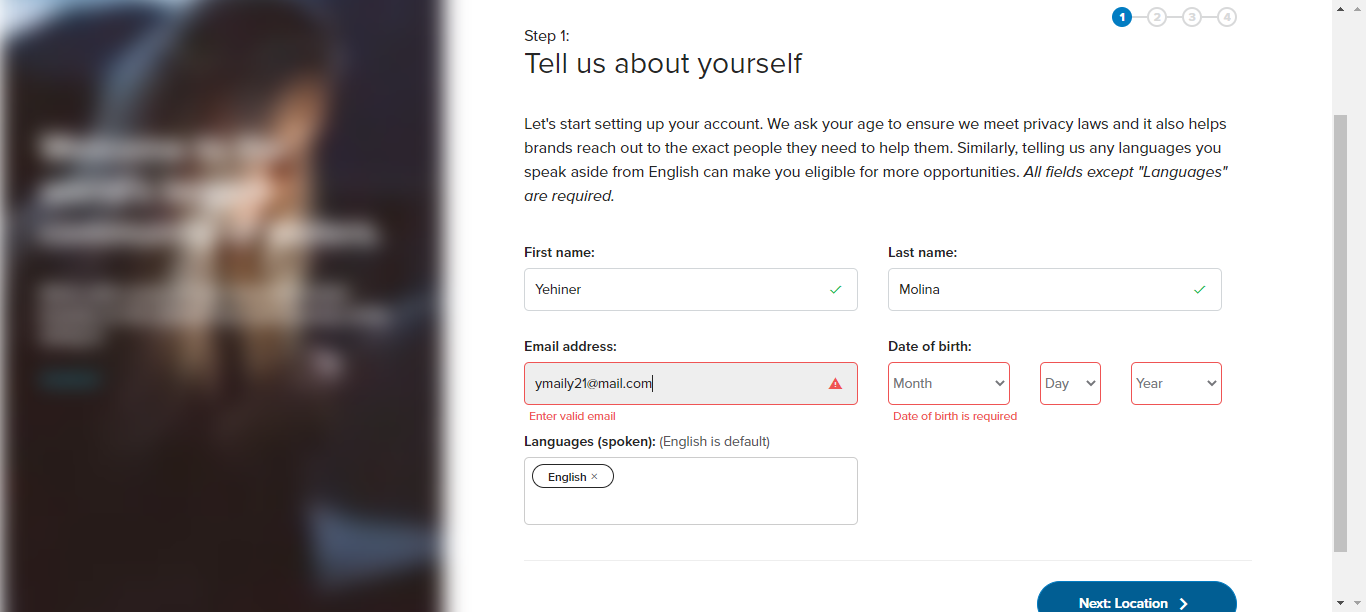 1 2 3 4
Step 1:
Tell us about yourself
Let's start setting up your account. We ask your age to ensure we meet privacy laws and it also helps
brands reach out to the exact people they need to help them. Similarly, telling us any languages you
speak aside from English can make you eligible for more opportunities. All fields except "Languages"
are required.
First name: Last name:
Yehiner Molina
Email address: Date of birth:
ymaily21@mail.com Month Day Year
Enter valid email Date of birth is required
Languages (spoken): (English is default)
English ×
Next: Location